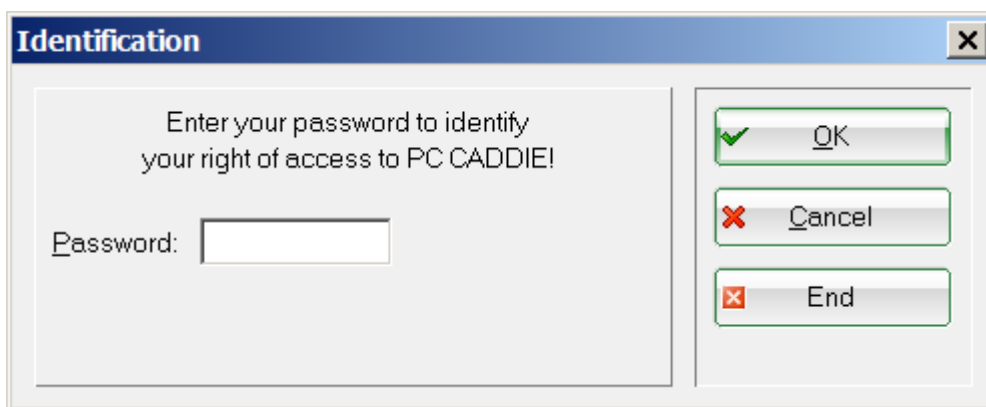 Identification
Enter your password to identify
your right of access to PC CADDIE!
Password:
OK
Cancel
End